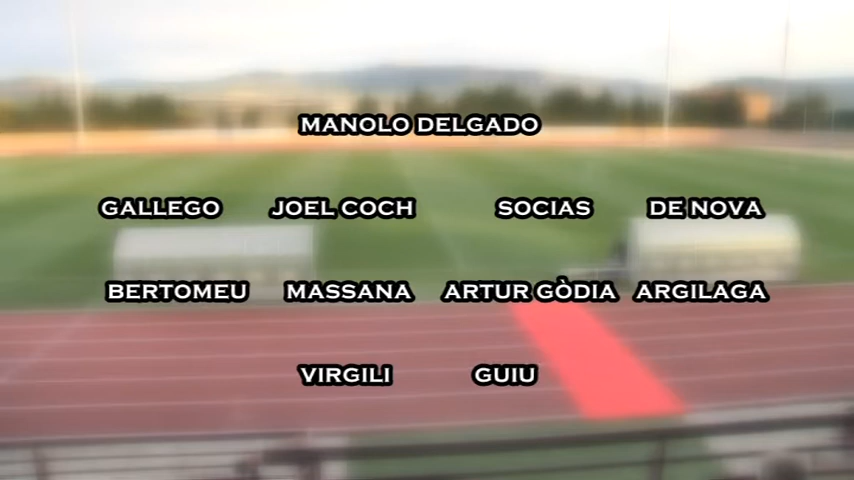 MANOLO DELGADO
GALLEGO JOEL COCH SOCIAS DE NOVA
BERTOMEU MASSANA ARTUR GÒDIA ARGILAGA
VIRGILI GUIU